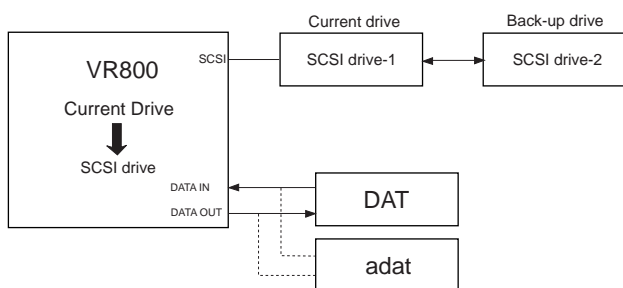 Current drive
Back-up drive
VR800
SCSI
SCSI drive-1
SCSI drive-2
Current Drive
SCSI drive
DATA IN
DATA OUT
DAT
adat